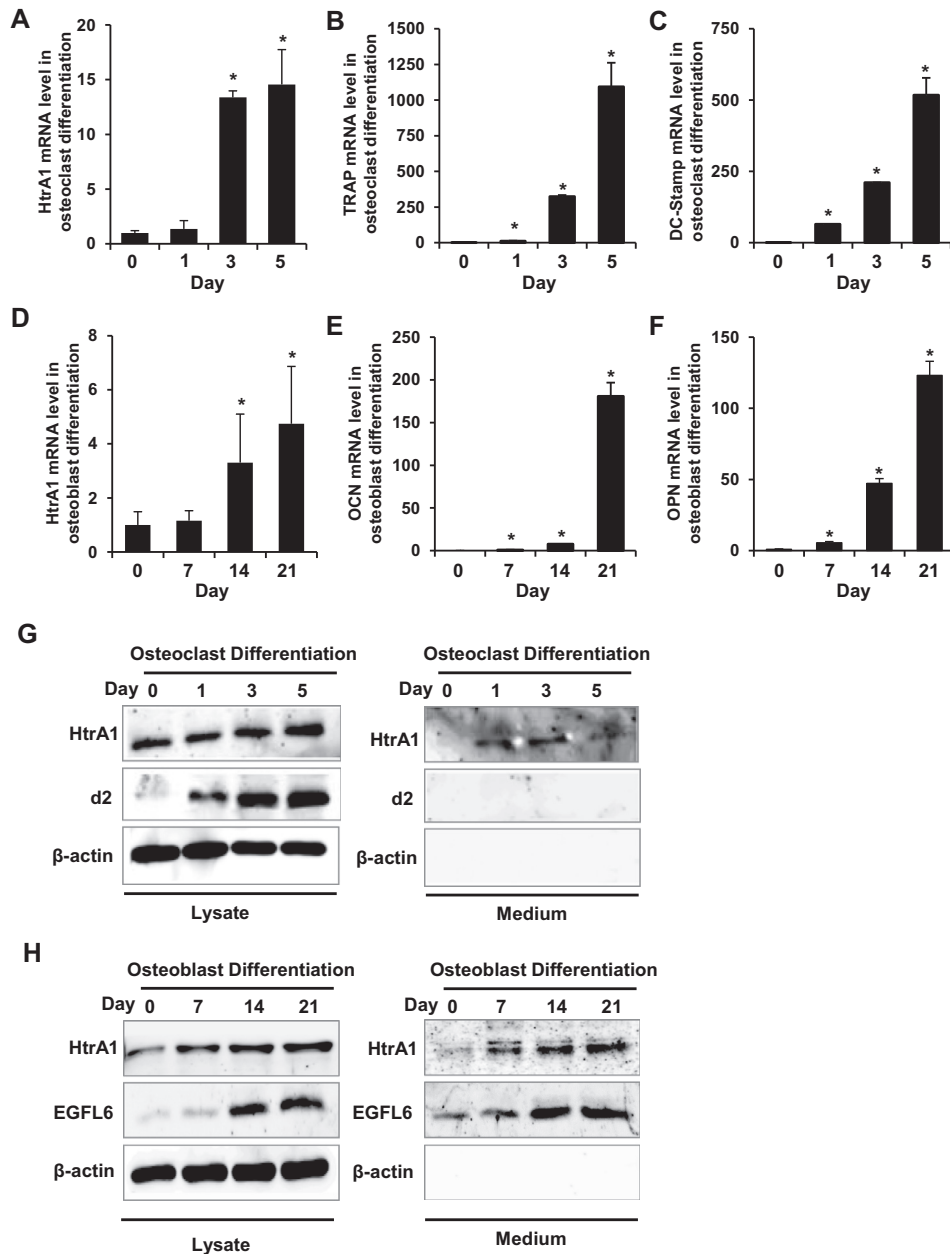 A
HtrA1 mRNA level in
osteoclast differentiation
20
15
10
5
0
*
*
0 1 3 5
Day
B
TRAP mRNA level in
osteoclast differentiation
1250
1000
750
500
250
0
*
*
*
0 1 3 5
Day
C
DC-Stamp mRNA level in
osteoclast differentiation
750
500
250
0
*
*
*
0 1 3 5
Day
D
HtrA1 mRNA level in
osteoblast differentiation
8
6
4
2
0
*
*
0 7 14 21
Day
E
OCN mRNA level in
osteoblast differentiation
250
200
150
100
50
0
*
*
*
0 7 14 21
Day
F
OPN mRNA level in
osteoblast differentiation
150
100
50
0
*
*
*
0 7 14 21
Day
G
Osteoclast Differentiation
Day 0 1 3 5
HtrA1
d2
β-actin
Lysate
Osteoclast Differentiation
Day 0 1 3 5
HtrA1
d2
β-actin
Medium
H
Osteoblast Differentiation
Day 0 7 14 21
HtrA1
EGFL6
β-actin
Lysate
Osteoblast Differentiation
Day 0 7 14 21
HtrA1
EGFL6
β-actin
Medium